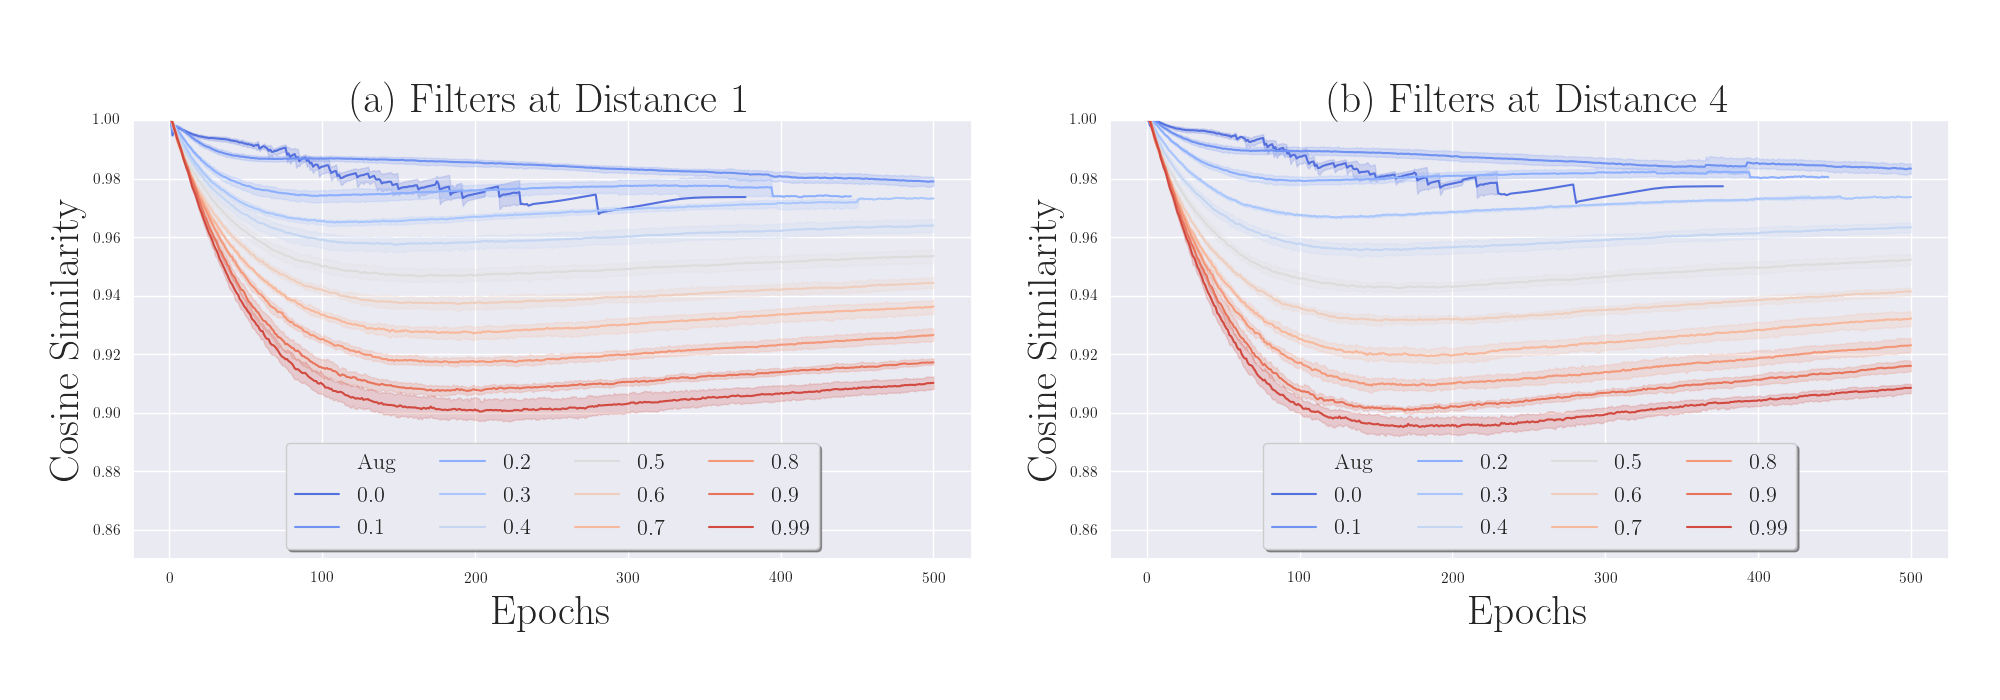 (a) Filters at Distance 1
Cosine Similarity
1.00
0.98
0.96
0.94
0.92
0.90
0.88
0.86
0 100 200 300 400 500
Epochs
Aug 0.2 0.5 0.8
0.0 0.3 0.6 0.9
0.1 0.4 0.7 0.99
(b) Filters at Distance 4
Cosine Similarity
1.00
0.98
0.96
0.94
0.92
0.90
0.88
0.86
0 100 200 300 400 500
Epochs
Aug 0.2 0.5 0.8
0.0 0.3 0.6 0.9
0.1 0.4 0.7 0.99